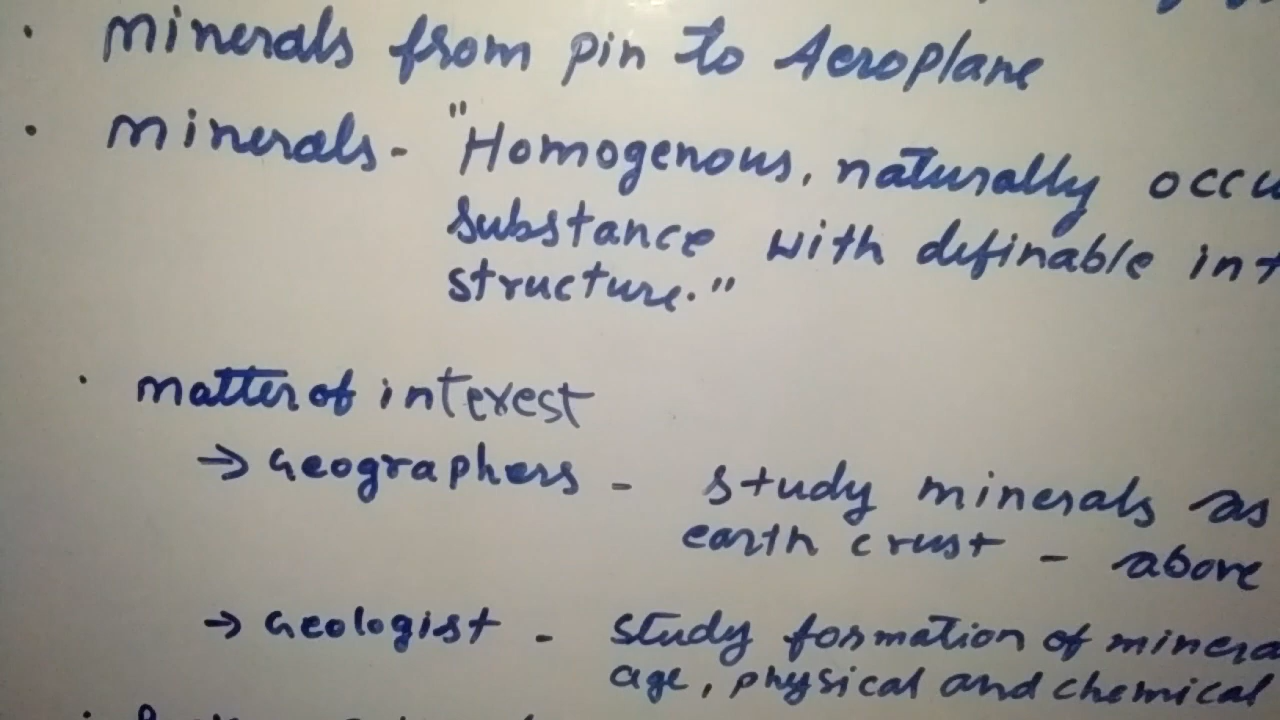 • minerals from pin to Aeroplane
• minerals - "Homogenous, naturally occu
substance with definable int
structure."
• matter of interest
→ Geographers - study minerals as
earth crust - above
→ Geologist - study formation of minera
age, physical and chemical